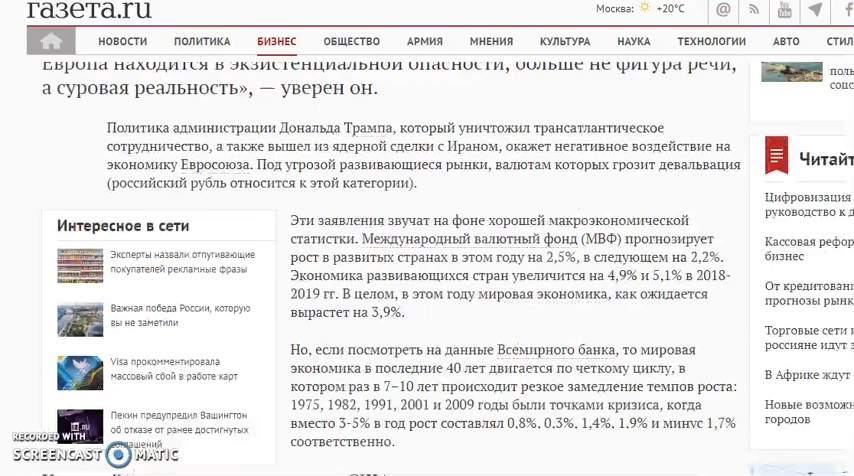 газета.ru
Москва: +20°C
НОВОСТИ ПОЛИТИКА БИЗНЕС ОБЩЕСТВО АРМИЯ МНЕНИЯ КУЛЬТУРА НАУКА ТЕХНОЛОГИИ АВТО СТИЛ
Европа находится в экзистенциальной опасности, больше не фигура речи,
а суровая реальность», — уверен он.
Политика администрации Дональда Трампа, который уничтожил трансатлантическое
сотрудничество, а также вышел из ядерной сделки с Ираном, окажет негативное воздействие на
экономику Евросоюза. Под угрозой развивающиеся рынки, валютам которых грозит девальвация
(российский рубль относится к этой категории).
Интересное в сети
Эксперты назвали отпугивающие
покупателей рекламные фразы
Важная победа России, которую
вы не заметили
Visa прокомментировала
массовый сбой в работе карт
Пекин предупредил Вашингтон
об отказе от ранее достигнутых
соглашений
Эти заявления звучат на фоне хорошей макроэкономической
статистки. Международный валютный фонд (МВФ) прогнозирует
рост в развитых странах в этом году на 2,5%, в следующем на 2,2%.
Экономика развивающихся стран увеличится на 4,9% и 5,1% в 2018-
2019 гг. В целом, в этом году мировая экономика, как ожидается
вырастет на 3,9%.
Но, если посмотреть на данные Всемирного банка, то мировая
экономика в последние 40 лет двигается по четкому циклу, в
котором раз в 7–10 лет происходит резкое замедление темпов роста:
1975, 1982, 1991, 2001 и 2009 годы были точками кризиса, когда
вместо 3-5% в год рост составлял 0.8%, 0.3%, 1,4%, 1.9% и минус 1,7%
соответственно.
поль
соцс
Читайт
Цифровизация
руководство к д
Кассовая рефор
бизнес
От кредитовани
прогнозы рынк
Торговые сети и
россияне идут з
В Африке ждут
Новые возможн
городов
RECORDED WITH
SCREENCAST MATIC